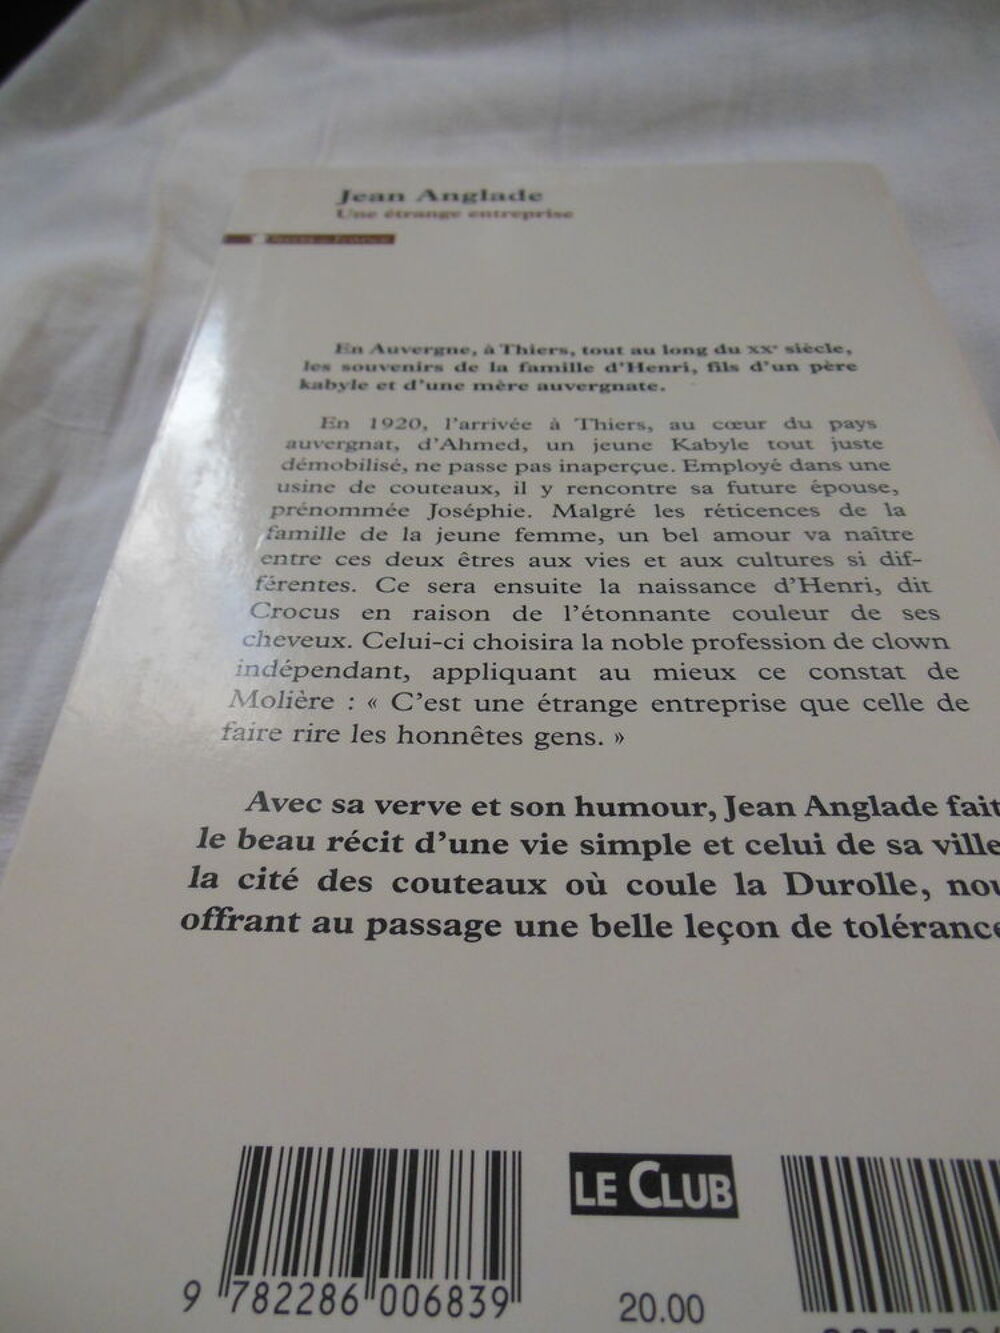 Jean Anglade
Une étrange entreprise
En Auvergne, à Thiers, tout au long du XXe siècle,
les souvenirs de la famille d'Henri, fils d'un père
kabyle et d'une mère auvergnate.
En 1920, l'arrivée à Thiers, au cœur du pays
auvergnat, d'Ahmed, un jeune Kabyle tout juste
démobilisé, ne passe pas inaperçue. Employé dans une
usine de couteaux, il y rencontre sa future épouse,
prénommée Joséphie. Malgré les réticences de la
famille de la jeune femme, un bel amour va naître
entre ces deux êtres aux vies et aux cultures si dif-
férentes. Ce sera ensuite la naissance d'Henri, dit
Crocus en raison de l'étonnante couleur de ses
cheveux. Celui-ci choisira la noble profession de clown
indépendant, appliquant au mieux ce constat de
Molière : « C'est une étrange entreprise que celle de
faire rire les honnêtes gens. »
Avec sa verve et son humour, Jean Anglade fait
le beau récit d'une vie simple et celui de sa ville
la cité des couteaux où coule la Durolle, nou
offrant au passage une belle leçon de tolérance
LE CLUB
9 782286 006839
20.00